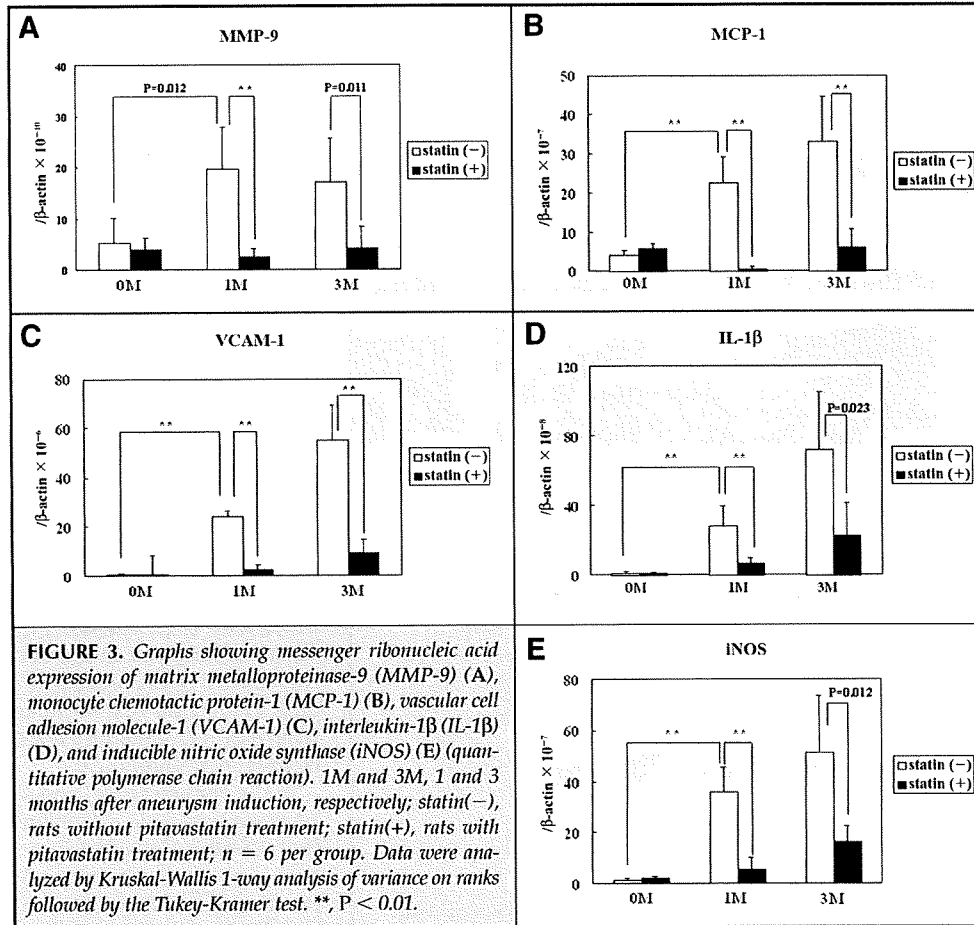 A
MMP-9
/β-actin × 10⁻¹⁰
40
30
20
10
0
P=0.012
**
P=0.011
0M
1M
3M
statin (−)
statin (+)
B
MCP-1
/β-actin × 10⁻⁷
50
40
30
20
10
0
**
**
**
0M
1M
3M
statin (−)
statin (+)
C
VCAM-1
/β-actin × 10⁻⁶
80
60
40
20
0
**
**
**
0M
1M
3M
statin (−)
statin (+)
D
IL-1β
/β-actin × 10⁻⁸
120
80
40
0
**
**
P=0.023
0M
1M
3M
statin (−)
statin (+)
FIGURE 3. Graphs showing messenger ribonucleic acid
expression of matrix metalloproteinase-9 (MMP-9) (A),
monocyte chemotactic protein-1 (MCP-1) (B), vascular cell
adhesion molecule-1 (VCAM-1) (C), interleukin-1β (IL-1β)
(D), and inducible nitric oxide synthase (iNOS) (E) (quan-
titative polymerase chain reaction). 1M and 3M, 1 and 3
months after aneurysm induction, respectively; statin(−),
rats without pitavastatin treatment; statin(+), rats with
pitavastatin treatment; n = 6 per group. Data were ana-
lyzed by Kruskal-Wallis 1-way analysis of variance on ranks
followed by the Tukey-Kramer test. **, P < 0.01.
E
iNOS
/β-actin × 10⁻⁷
80
60
40
20
0
**
**
P=0.012
0M
1M
3M
statin (−)
statin (+)